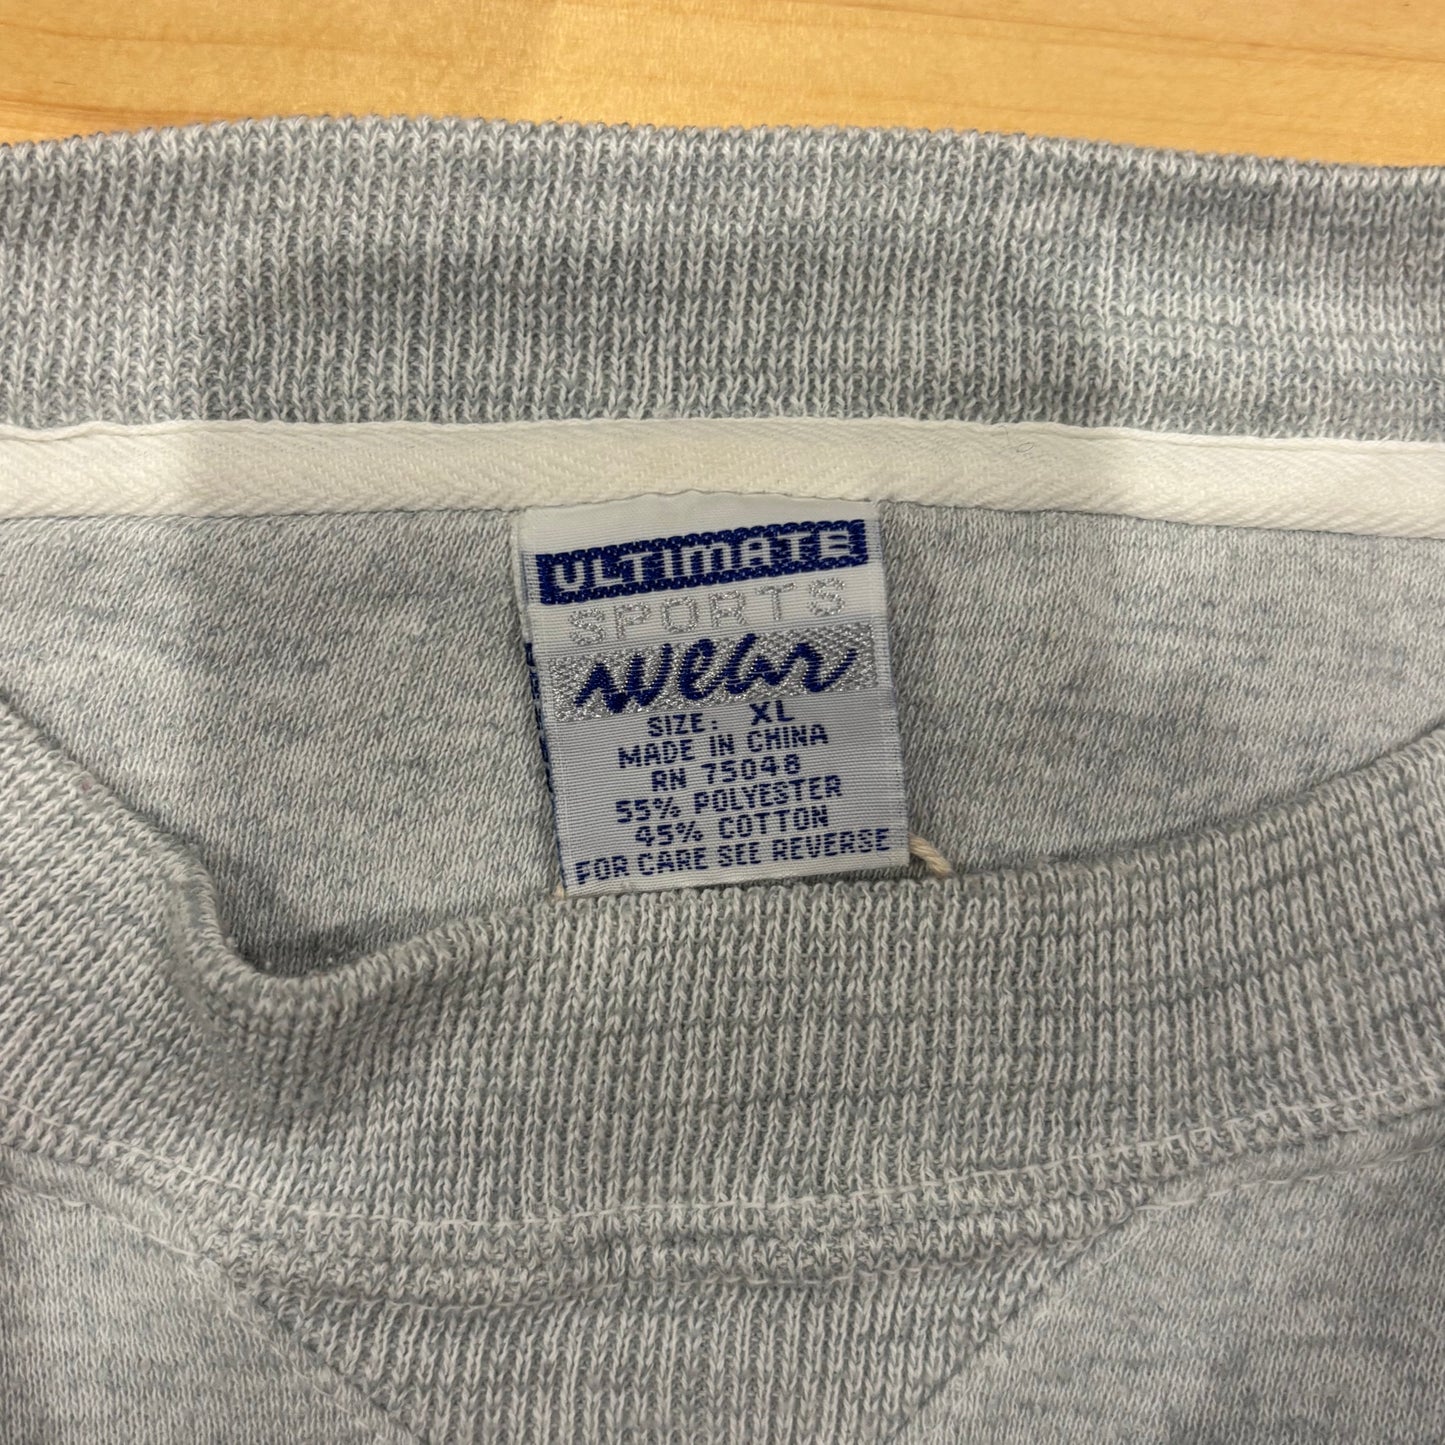 ULTIMATE
SPORTS
wear
SIZE: XL
MADE IN CHINA
RN 75048
55% POLYESTER
45% COTTON
FOR CARE SEE REVERSE